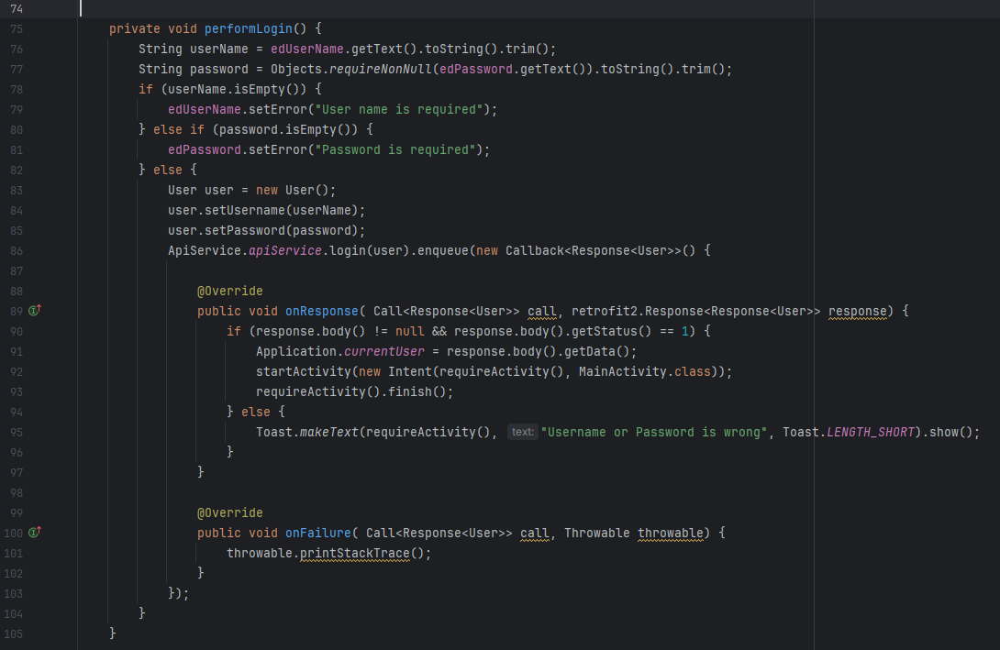 74
75 private void performLogin() {
76 String userName = edUserName.getText().toString().trim();
77 String password = Objects.requireNonNull(edPassword.getText()).toString().trim();
78 if (userName.isEmpty()) {
79 edUserName.setError("User name is required");
80 } else if (password.isEmpty()) {
81 edPassword.setError("Password is required");
82 } else {
83 User user = new User();
84 user.setUsername(userName);
85 user.setPassword(password);
86 ApiService.apiService.login(user).enqueue(new Callback<Response<User>>() {
87
88 @Override
89 public void onResponse( Call<Response<User>> call, retrofit2.Response<Response<User>> response) {
90 if (response.body() != null && response.body().getStatus() == 1) {
91 Application.currentUser = response.body().getData();
92 startActivity(new Intent(requireActivity(), MainActivity.class));
93 requireActivity().finish();
94 } else {
95 Toast.makeText(requireActivity(), text: "Username or Password is wrong", Toast.LENGTH_SHORT).show();
96 }
97 }
98
99 @Override
100 public void onFailure( Call<Response<User>> call, Throwable throwable) {
101 throwable.printStackTrace();
102 }
103 });
104 }
105 }